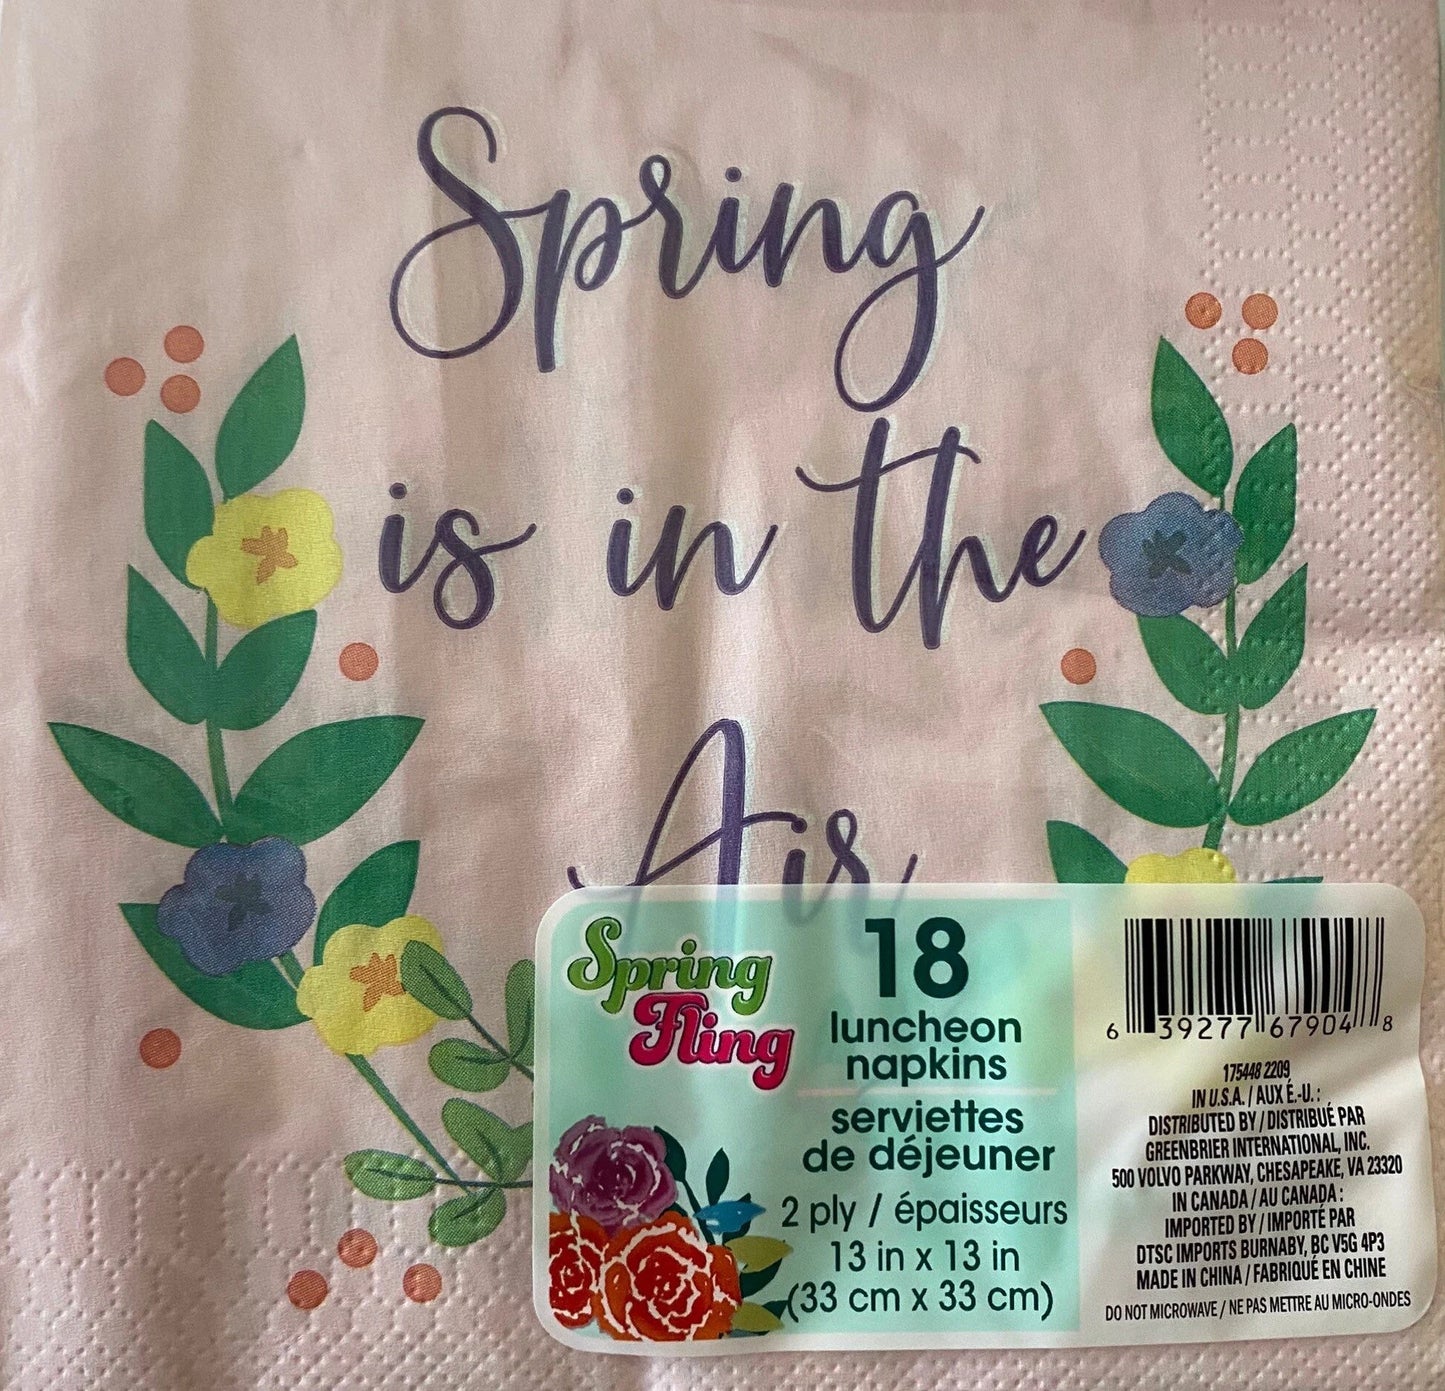 Spring
is in the
Air
Spring
Fling
18
luncheon
napkins
serviettes
de déjeuner
2 ply / épaisseurs
13 in x 13 in
(33 cm x 33 cm)
6 39277 67904 8
175448 2209
IN U.S.A. / AUX É.-U. :
DISTRIBUTED BY / DISTRIBUÉ PAR
GREENBRIER INTERNATIONAL, INC.
500 VOLVO PARKWAY, CHESAPEAKE, VA 23320
IN CANADA / AU CANADA :
IMPORTED BY / IMPORTÉ PAR
DTSC IMPORTS BURNABY, BC V5G 4P3
MADE IN CHINA / FABRIQUÉ EN CHINE
DO NOT MICROWAVE / NE PAS METTRE AU MICRO-ONDES